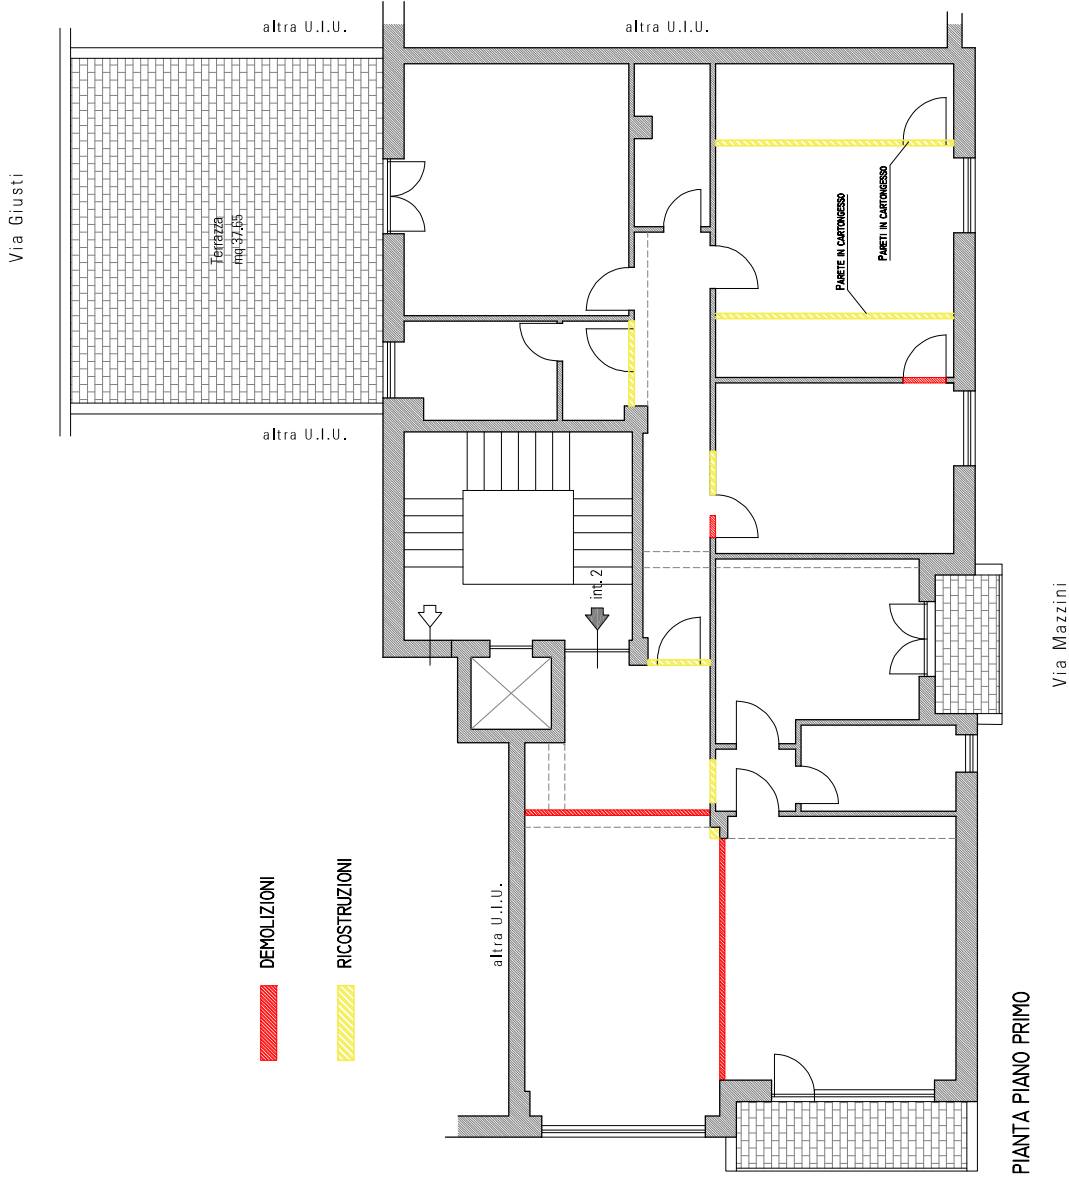 altra U.I.U.
altra U.I.U.
Via Giusti
Terrazza
mq 37.65
PARETE IN CARTONGESSO
PARETI IN CARTONGESSO
altra U.I.U.
int. 2
Via Mazzini
altra U.I.U.
DEMOLIZIONI
RICOSTRUZIONI
PIANTA PIANO PRIMO